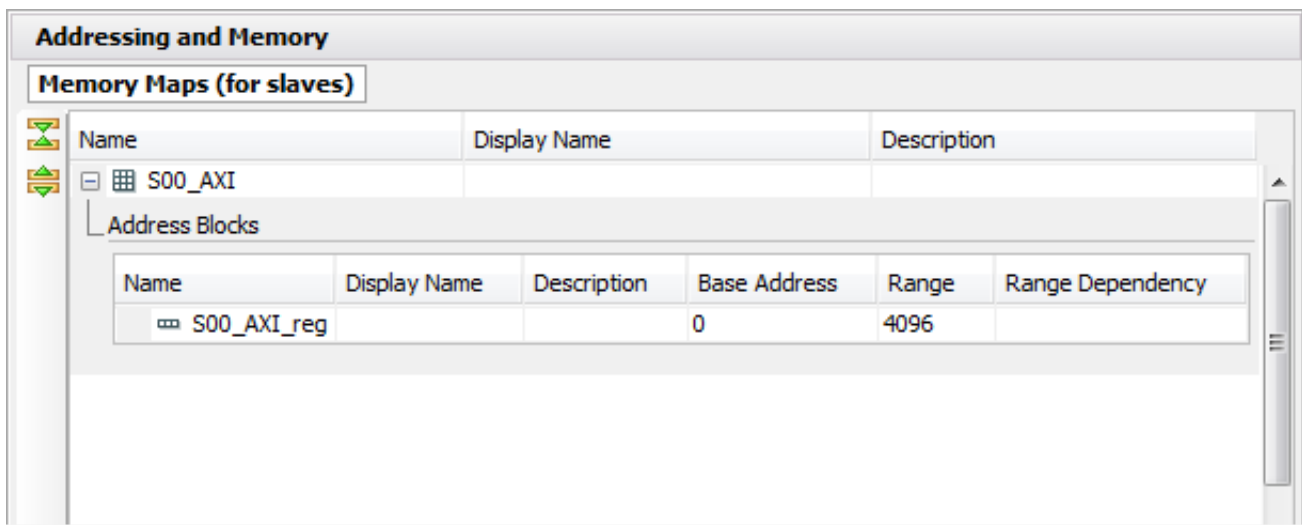 Addressing and Memory
Memory Maps (for slaves)
Name Display Name Description
S00_AXI
Address Blocks
Name Display Name Description Base Address Range Range Dependency
S00_AXI_reg 0 4096